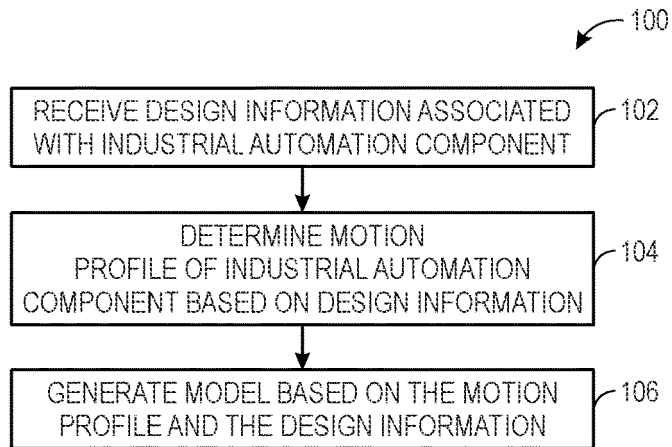 100
RECEIVE DESIGN INFORMATION ASSOCIATED
WITH INDUSTRIAL AUTOMATION COMPONENT
102
DETERMINE MOTION
PROFILE OF INDUSTRIAL AUTOMATION
COMPONENT BASED ON DESIGN INFORMATION
104
GENERATE MODEL BASED ON THE MOTION
PROFILE AND THE DESIGN INFORMATION
106